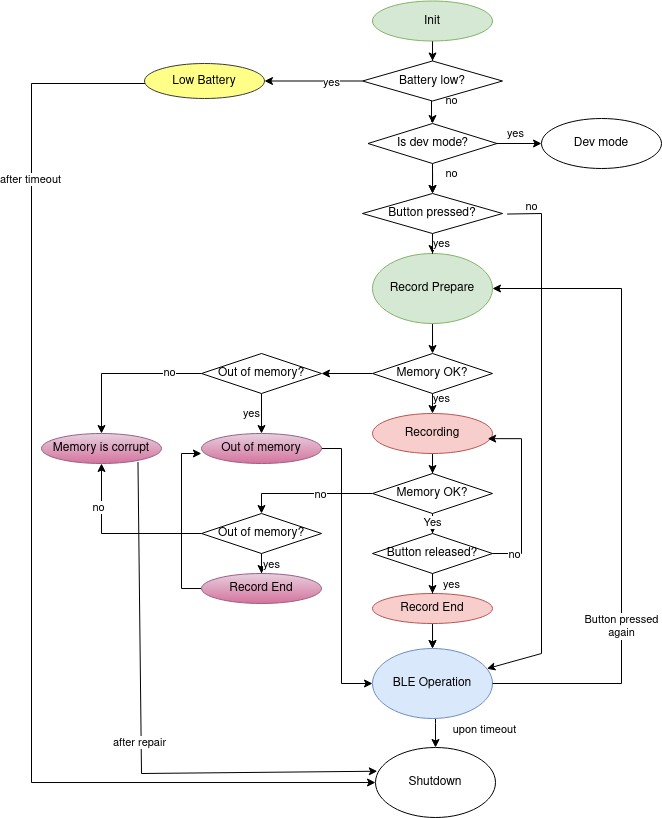 Init
Low Battery
yes
Battery low?
no
Is dev mode?
yes
Dev mode
after timeout
no
Button pressed?
no
yes
Record Prepare
no
Out of memory?
Memory OK?
yes
yes
Memory is corrupt
Out of memory
Recording
no
no
Memory OK?
Yes
Out of memory?
Button released?
no
yes
Record End
yes
Record End
Button pressed
again
BLE Operation
after repair
upon timeout
Shutdown